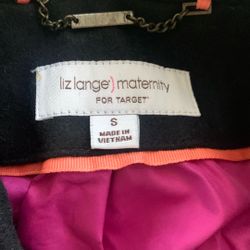 liz lange) maternity
FOR TARGET
S
MADE IN
VIETNAM